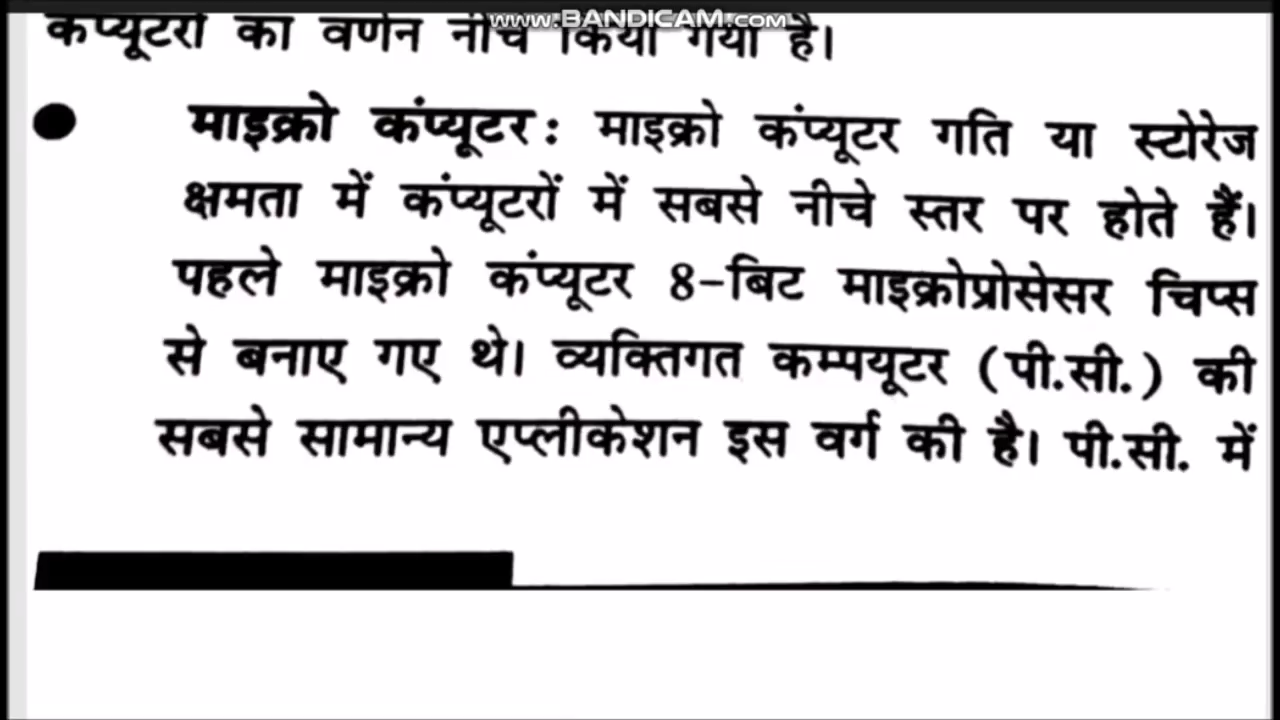 www.BANDICAM.com
कंप्यूटरों का वर्णन नीचे किया गया है।
● माइक्रो कंप्यूटर: माइक्रो कंप्यूटर गति या स्टोरेज
क्षमता में कंप्यूटरों में सबसे नीचे स्तर पर होते हैं।
पहले माइक्रो कंप्यूटर 8-बिट माइक्रोप्रोसेसर चिप्स
से बनाए गए थे। व्यक्तिगत कम्पयूटर (पी.सी.) की
सबसे सामान्य एप्लीकेशन इस वर्ग की है। पी.सी. में